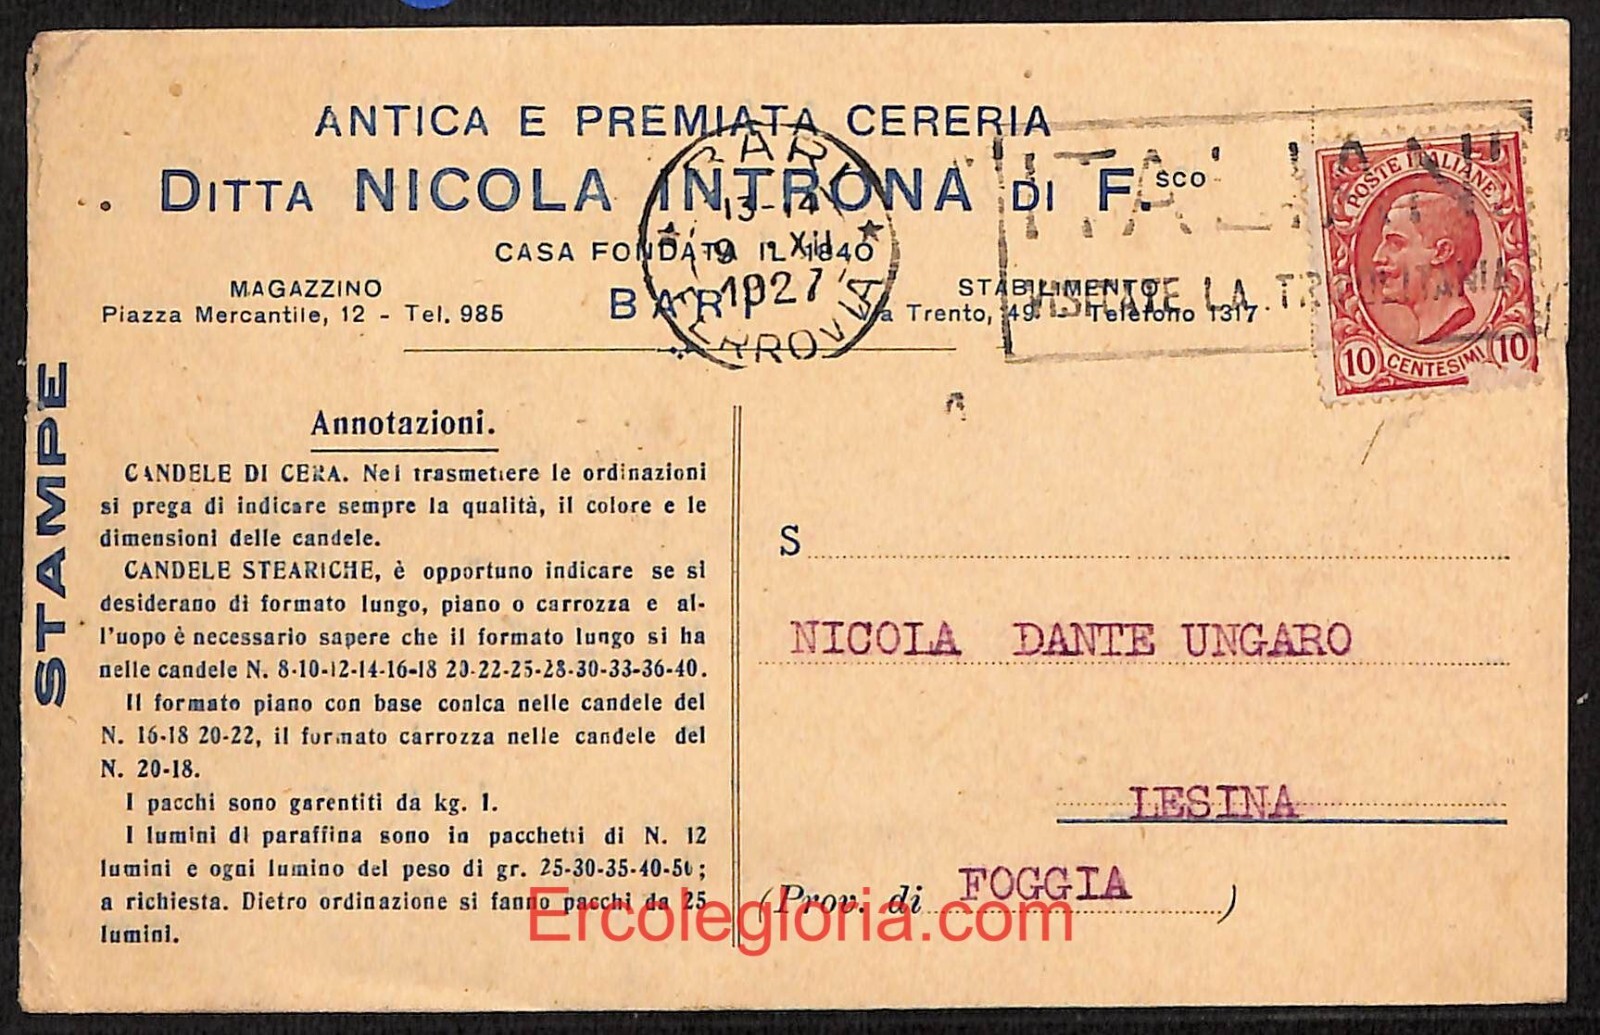 ANTICA E PREMIATA CERERIA
DITTA NICOLA INTRONA DI F.sco
CASA FONDATA IL 1840
MAGAZZINO
Piazza Mercantile, 12 - Tel. 985
BARI
STABILIMENTO
Trento, 49 - Telefono 1317
BARI
13-14
9 · XII
1927
FERROVIA
ITALIANI
VISITATE LA TRIPOLITANIA
POSTE ITALIANE
10 CENTESIMI 10
STAMPE
Annotazioni.
CANDELE DI CERA. Nel trasmettere le ordinazioni
si prega di indicare sempre la qualità, il colore e le
dimensioni delle candele.
CANDELE STEARICHE, è opportuno indicare se si
desiderano di formato lungo, piano o carrozza e al-
l'uopo è necessario sapere che il formato lungo si ha
nelle candele N. 8-10-12-14-16-18 20-22-25-28-30-33-36-40.
Il formato piano con base conica nelle candele del
N. 16-18 20-22, il formato carrozza nelle candele del
N. 20-18.
I pacchi sono garentiti da kg. 1.
I lumini di paraffina sono in pacchetti di N. 12
lumini e ogni lumino del peso di gr. 25-30-35-40-50;
a richiesta. Dietro ordinazione si fanno pacchi da 25
lumini.
S
NICOLA DANTE UNGARO
LESINA
(Prov. di FOGGIA)
Ercolegloria.com